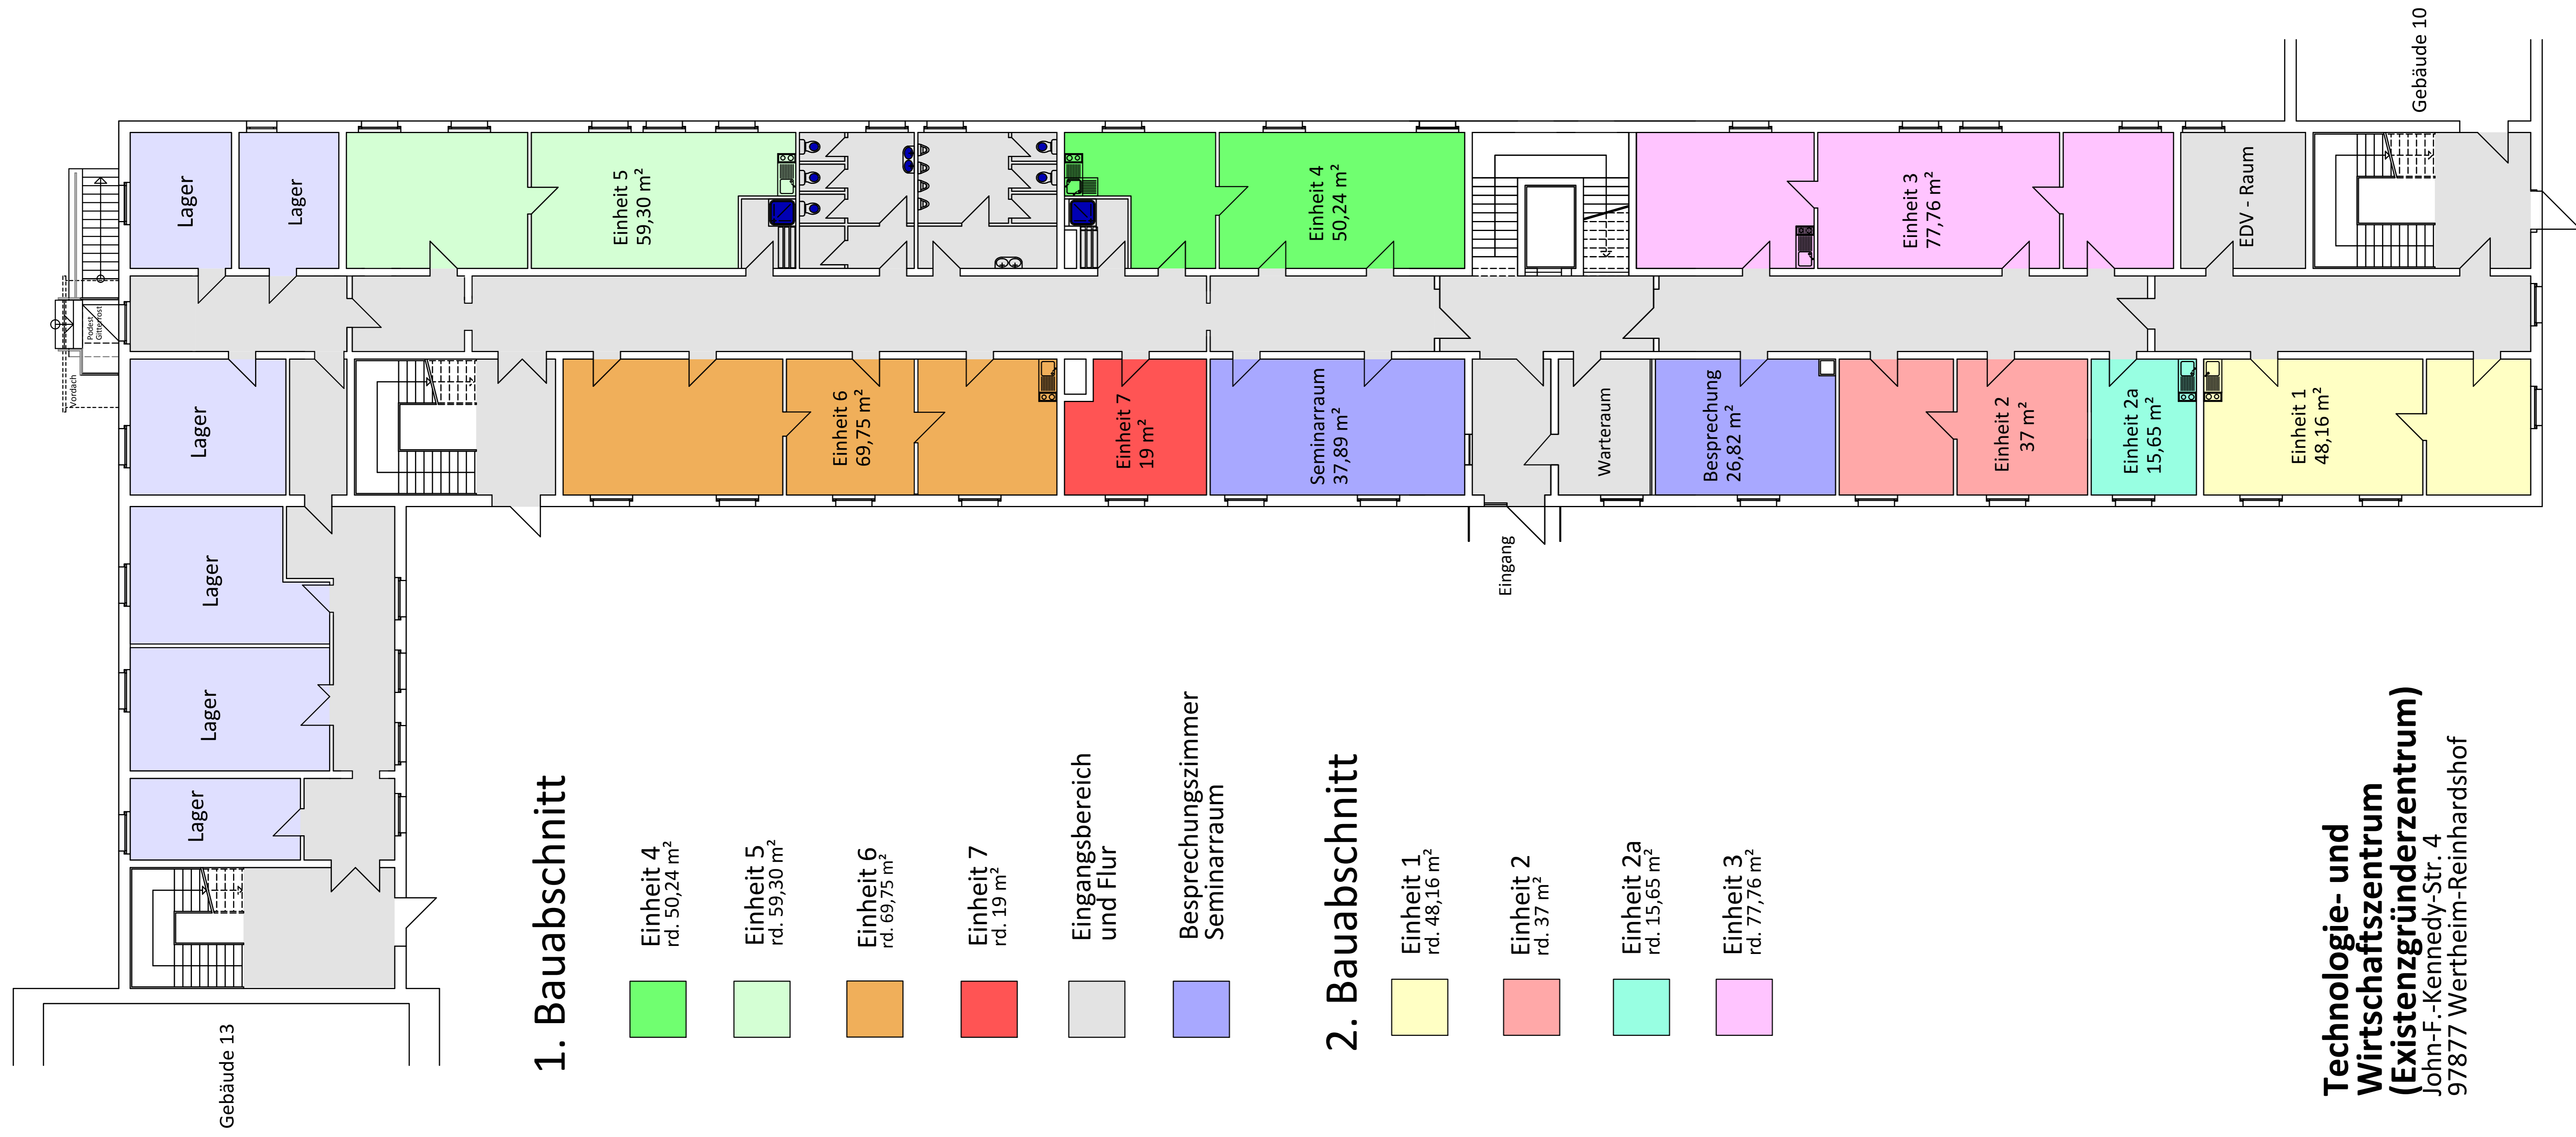 Gebäude 10
Lager
Lager
Einheit 5
59,30 m²
Einheit 4
50,24 m²
Einheit 3
77,76 m²
EDV - Raum
Podest
Gitterrost
Vordach
Lager
Einheit 6
69,75 m²
Einheit 7
19 m²
Seminarraum
37,89 m²
Warteraum
Besprechung
26,82 m²
Einheit 2
37 m²
Einheit 2a
15,65 m²
Einheit 1
48,16 m²
Eingang
Lager
Lager
Lager
Gebäude 13
1. Bauabschnitt
Einheit 4
rd. 50,24 m²
Einheit 5
rd. 59,30 m²
Einheit 6
rd. 69,75 m²
Einheit 7
rd. 19 m²
Eingangsbereich
und Flur
Besprechungszimmer
Seminarraum
2. Bauabschnitt
Einheit 1
rd. 48,16 m²
Einheit 2
rd. 37 m²
Einheit 2a
rd. 15,65 m²
Einheit 3
rd. 77,76 m²
Technologie- und
Wirtschaftszentrum
(Existenzgründerzentrum)
John-F.-Kennedy-Str. 4
97877 Wertheim-Reinhardshof